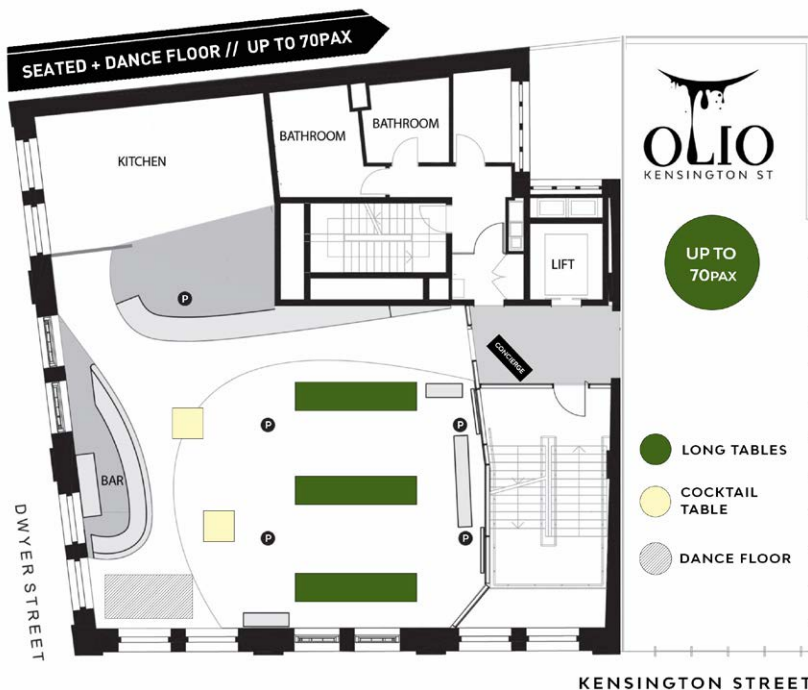 SEATED + DANCE FLOOR // UP TO 70PAX
OLIO
KENSINGTON ST
BATHROOM
BATHROOM
KITCHEN
UP TO
70PAX
LIFT
P
CONCIERGE
P
P
LONG TABLES
BAR
COCKTAIL
TABLE
P
P
DANCE FLOOR
DWYER STREET
KENSINGTON STREET